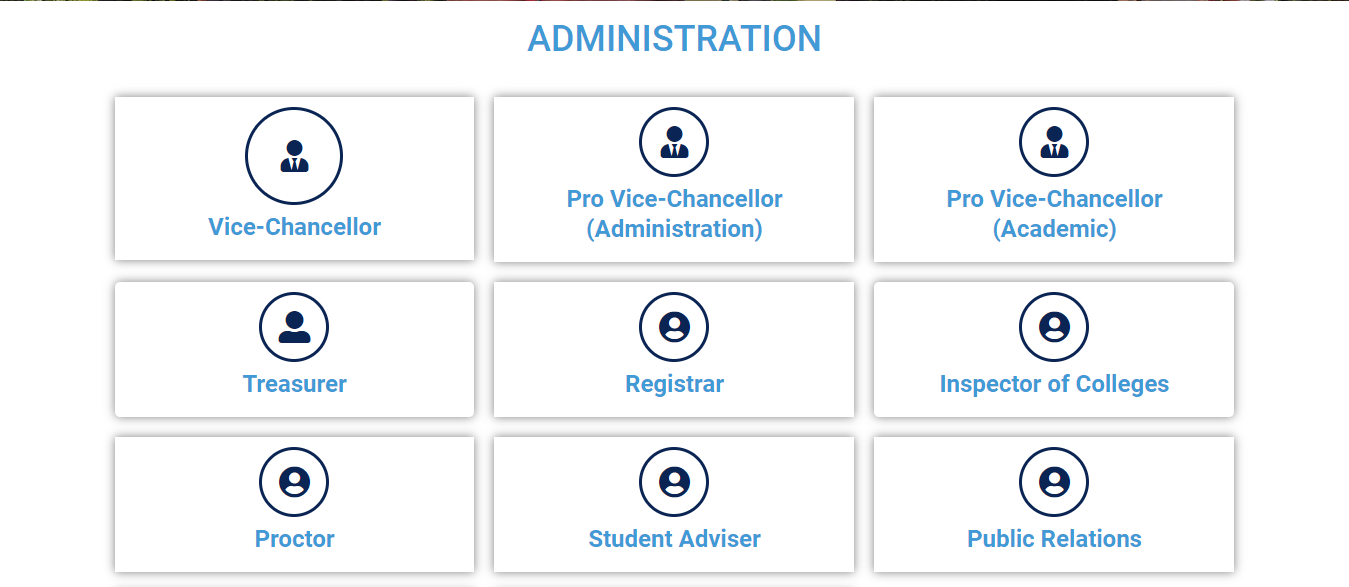 ADMINISTRATION
Vice-Chancellor
Pro Vice-Chancellor
(Administration)
Pro Vice-Chancellor
(Academic)
Treasurer
Registrar
Inspector of Colleges
Proctor
Student Adviser
Public Relations